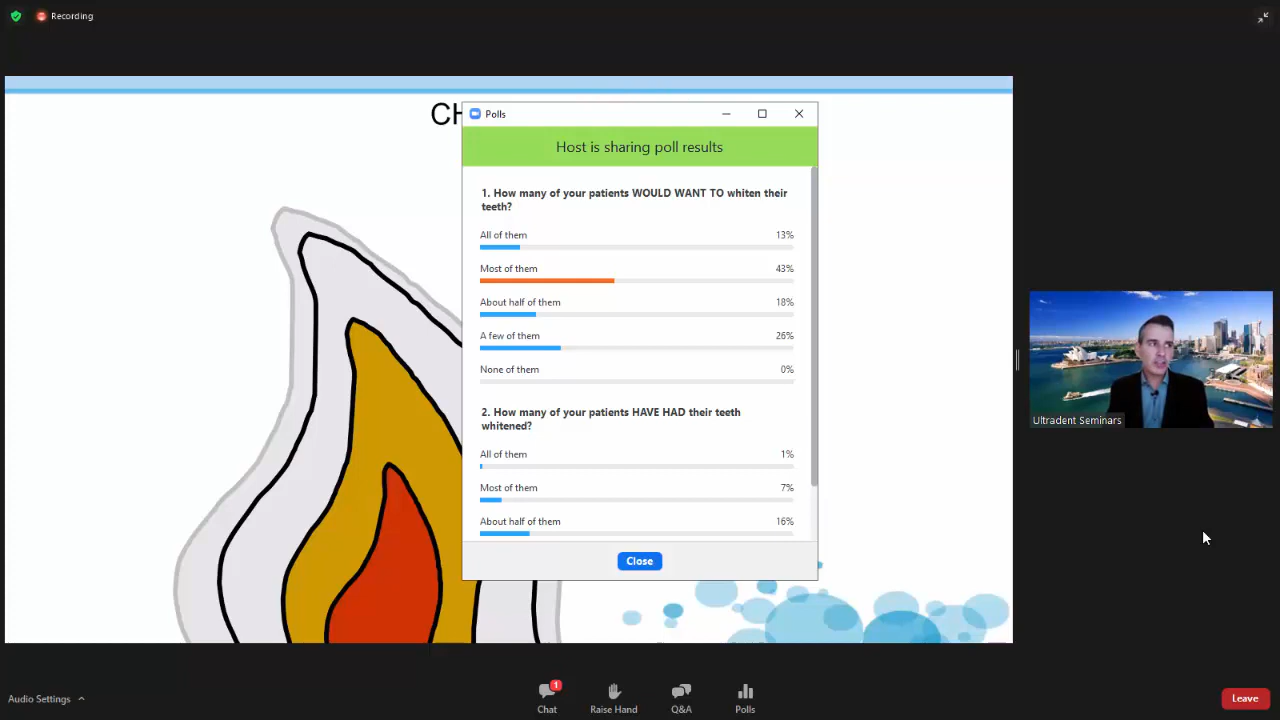 Recording
CH
Polls
Host is sharing poll results
1. How many of your patients WOULD WANT TO whiten their
teeth?
All of them 13%
Most of them 43%
About half of them 18%
A few of them 26%
None of them 0%
2. How many of your patients HAVE HAD their teeth
whitened?
All of them 1%
Most of them 7%
About half of them 16%
Close
Ultradent Seminars
Audio Settings
1
Chat
Raise Hand
Q&A
Polls
Leave